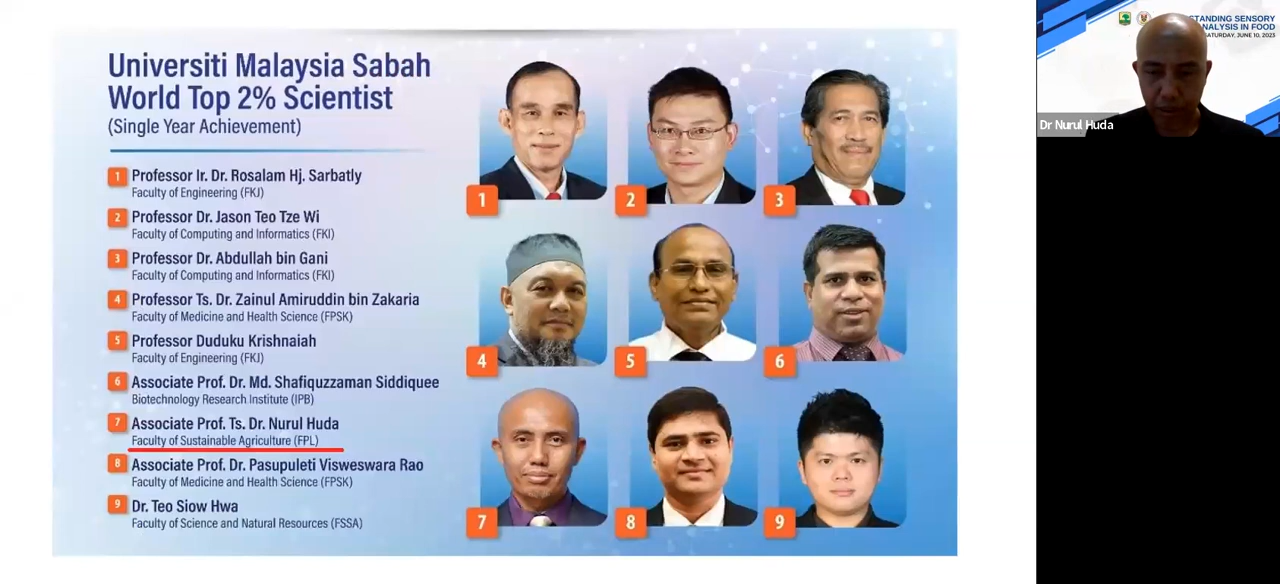 Universiti Malaysia Sabah
World Top 2% Scientist
(Single Year Achievement)
1 Professor Ir. Dr. Rosalam Hj. Sarbatly
Faculty of Engineering (FKJ)
2 Professor Dr. Jason Teo Tze Wi
Faculty of Computing and Informatics (FKI)
3 Professor Dr. Abdullah bin Gani
Faculty of Computing and Informatics (FKI)
4 Professor Ts. Dr. Zainul Amiruddin bin Zakaria
Faculty of Medicine and Health Science (FPSK)
5 Professor Duduku Krishnaiah
Faculty of Engineering (FKJ)
6 Associate Prof. Dr. Md. Shafiquzzaman Siddiquee
Biotechnology Research Institute (IPB)
7 Associate Prof. Ts. Dr. Nurul Huda
Faculty of Sustainable Agriculture (FPL)
8 Associate Prof. Dr. Pasupuleti Visweswara Rao
Faculty of Medicine and Health Science (FPSK)
9 Dr. Teo Siow Hwa
Faculty of Science and Natural Resources (FSSA)
1 2 3
4 5 6
7 8 9
STANDING SENSORY
ANALYSIS IN FOOD
SATURDAY, JUNE 10, 2023
Dr Nurul Huda